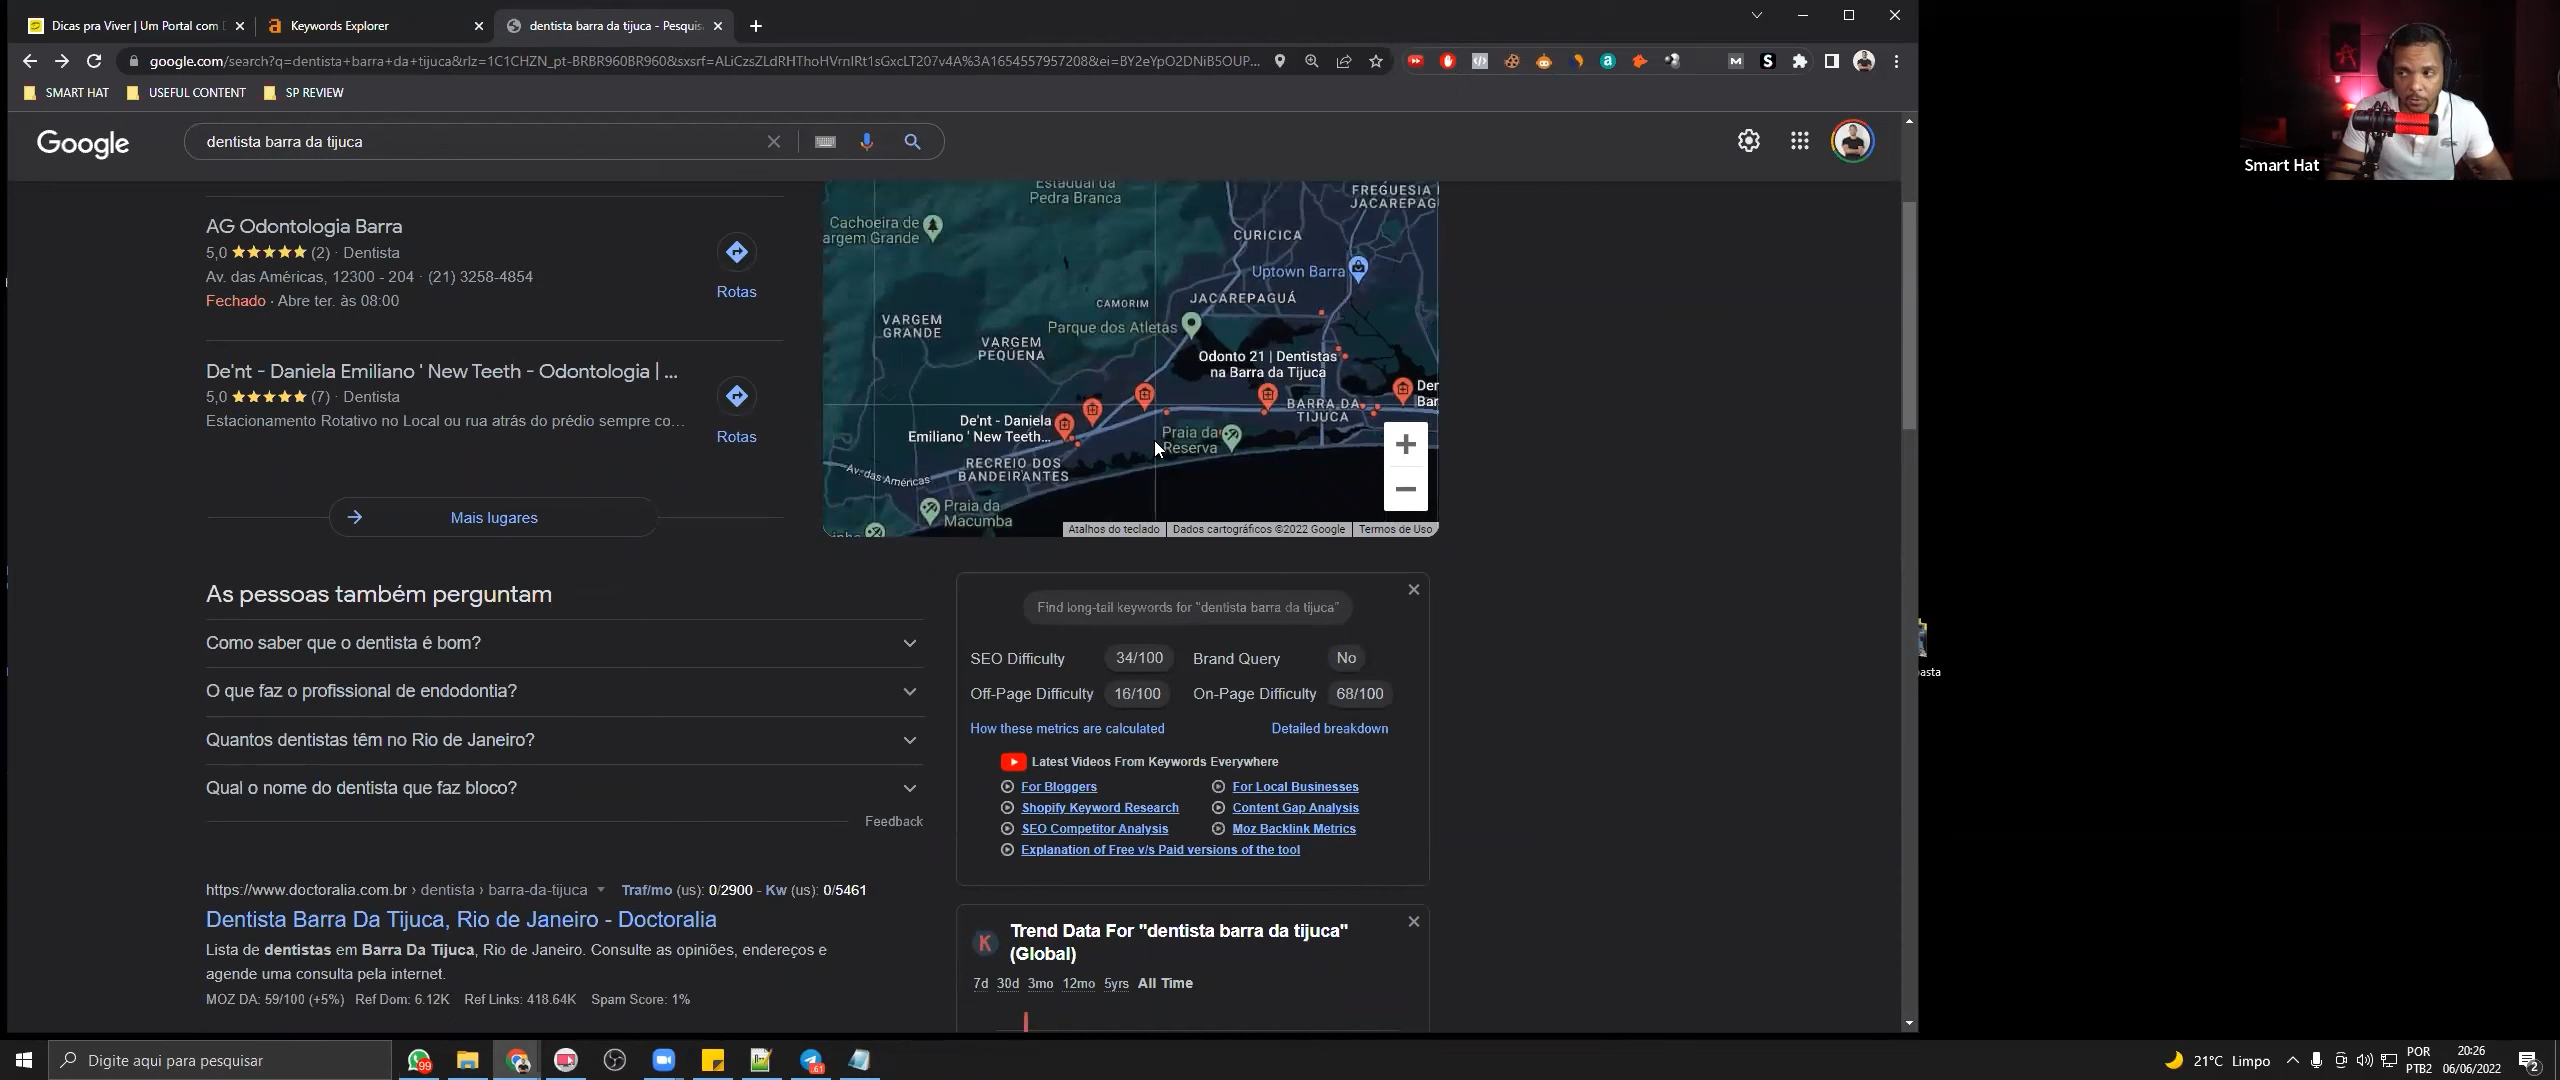 Dicas pra Viver | Um Portal com
Keywords Explorer
dentista barra da tijuca - Pesquis
google.com/search?q=dentista+barra+da+tijuca&rlz=1C1CHZN_pt-BRBR960BR960&sxsrf=ALiCzsZLdRHThoHVrnIRt1sGxcLT207v4A%3A1654557957208&ei=BY2eYpO2DNiB5OUP...
SMART HAT
USEFUL CONTENT
SP REVIEW
Google
dentista barra da tijuca
Smart Hat
AG Odontologia Barra
5,0 (2) · Dentista
Av. das Américas, 12300 - 204 · (21) 3258-4854
Fechado · Abre ter. às 08:00
Rotas
De'nt - Daniela Emiliano ' New Teeth - Odontologia | ...
5,0 (7) · Dentista
Estacionamento Rotativo no Local ou rua atrás do prédio sempre co...
Rotas
Mais lugares
Estadual da
Pedra Branca
FREGUESIA
JACAREPAG
Cachoeira de
argem Grande
CURICICA
Uptown Barra
JACAREPAGUÁ
CAMORIM
VARGEM
GRANDE
Parque dos Atletas
VARGEM
PEQUENA
Odonto 21 | Dentistas
na Barra da Tijuca
Der
Bar
BARRA DA
TIJUCA
De'nt - Daniela
Emiliano ' New Teeth...
Praia da
Reserva
RECREIO DOS
BANDEIRANTES
Av. das Américas
Praia da
Macumba
Atalhos do teclado
Dados cartográficos ©2022 Google
Termos de Uso
As pessoas também perguntam
Como saber que o dentista é bom?
O que faz o profissional de endodontia?
Quantos dentistas têm no Rio de Janeiro?
Qual o nome do dentista que faz bloco?
Feedback
Find long-tail keywords for "dentista barra da tijuca"
SEO Difficulty 34/100 Brand Query No
Off-Page Difficulty 16/100 On-Page Difficulty 68/100
How these metrics are calculated
Detailed breakdown
Latest Videos From Keywords Everywhere
For Bloggers
For Local Businesses
Shopify Keyword Research
Content Gap Analysis
SEO Competitor Analysis
Moz Backlink Metrics
Explanation of Free v/s Paid versions of the tool
https://www.doctoralia.com.br › dentista › barra-da-tijuca Traf/mo (us): 0/2900 - Kw (us): 0/5461
Dentista Barra Da Tijuca, Rio de Janeiro - Doctoralia
Lista de dentistas em Barra Da Tijuca, Rio de Janeiro. Consulte as opiniões, endereços e
agende uma consulta pela internet.
MOZ DA: 59/100 (+5%) Ref Dom: 6.12K Ref Links: 418.64K Spam Score: 1%
Trend Data For "dentista barra da tijuca"
(Global)
7d 30d 3mo 12mo 5yrs All Time
asta
Digite aqui para pesquisar
99
61
21°C Limpo
POR
PTB2
20:26
06/06/2022
2